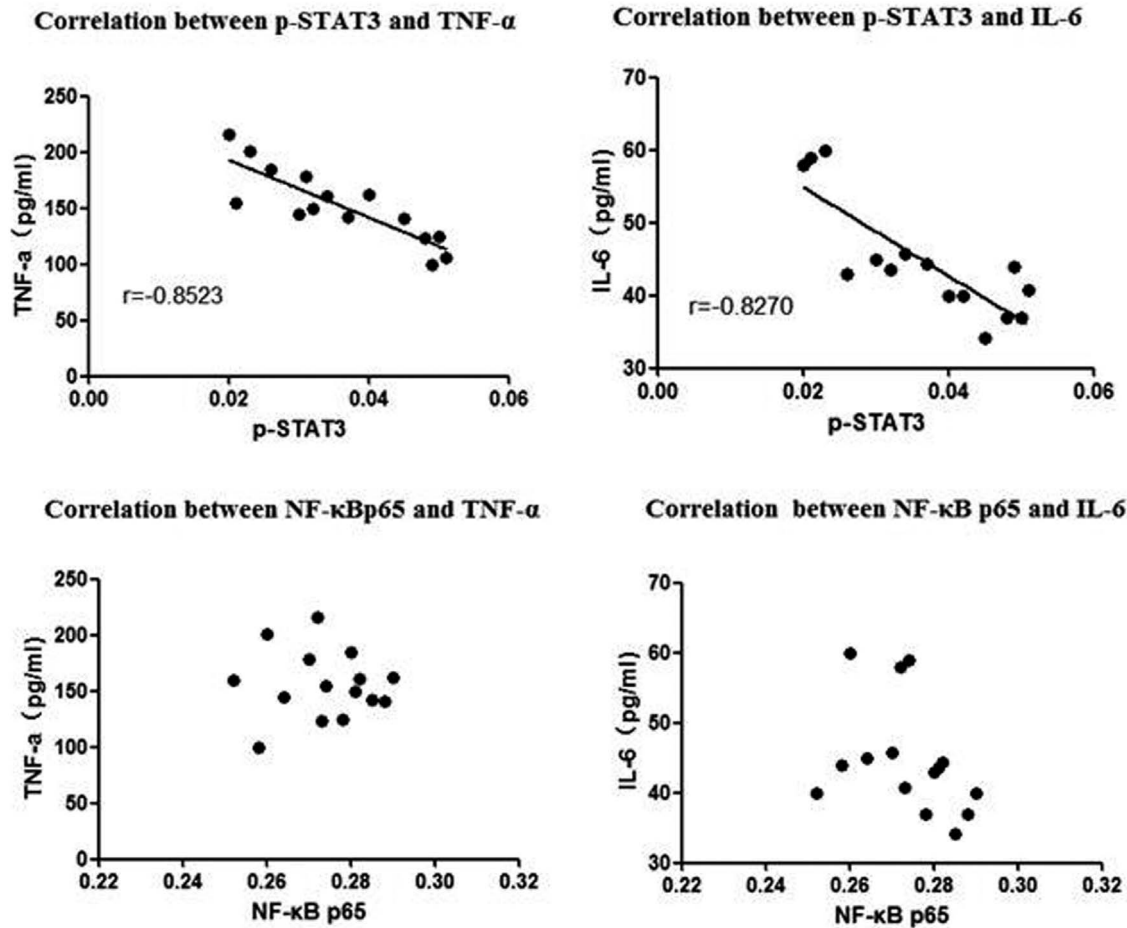 Correlation between p-STAT3 and TNF-α
TNF-a (pg/ml)
250
200
150
100
50
0
r=-0.8523
0.00 0.02 0.04 0.06
p-STAT3
Correlation between p-STAT3 and IL-6
IL-6 (pg/ml)
70
60
50
40
30
r=-0.8270
0.00 0.02 0.04 0.06
p-STAT3
Correlation between NF-κBp65 and TNF-α
TNF-a (pg/ml)
250
200
150
100
50
0
0.22 0.24 0.26 0.28 0.30 0.32
NF-κB p65
Correlation between NF-κB p65 and IL-6
IL-6 (pg/ml)
70
60
50
40
30
0.22 0.24 0.26 0.28 0.30 0.32
NF-κB p65